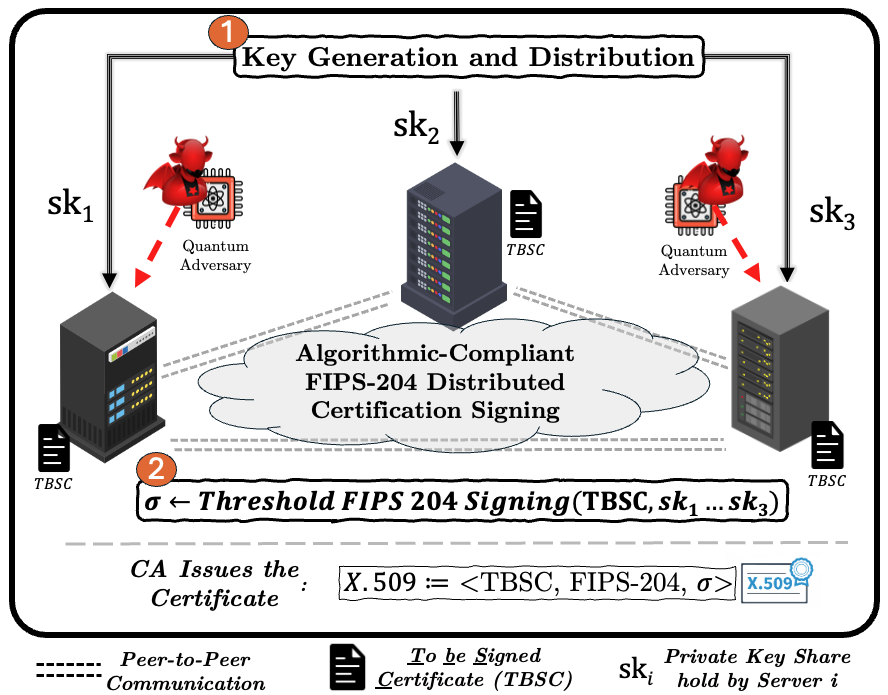 1
Key Generation and Distribution
sk2
sk1
sk3
Quantum
Adversary
TBSC
Quantum
Adversary
Algorithmic-Compliant
FIPS-204 Distributed
Certification Signing
TBSC
TBSC
2
σ ← Threshold FIPS 204 Signing(TBSC, sk1 ... sk3)
CA Issues the
Certificate :
X.509 ≔ <TBSC, FIPS-204, σ>
X.509
Peer-to-Peer
Communication
To be Signed
Certificate (TBSC)
ski
Private Key Share
hold by Server i